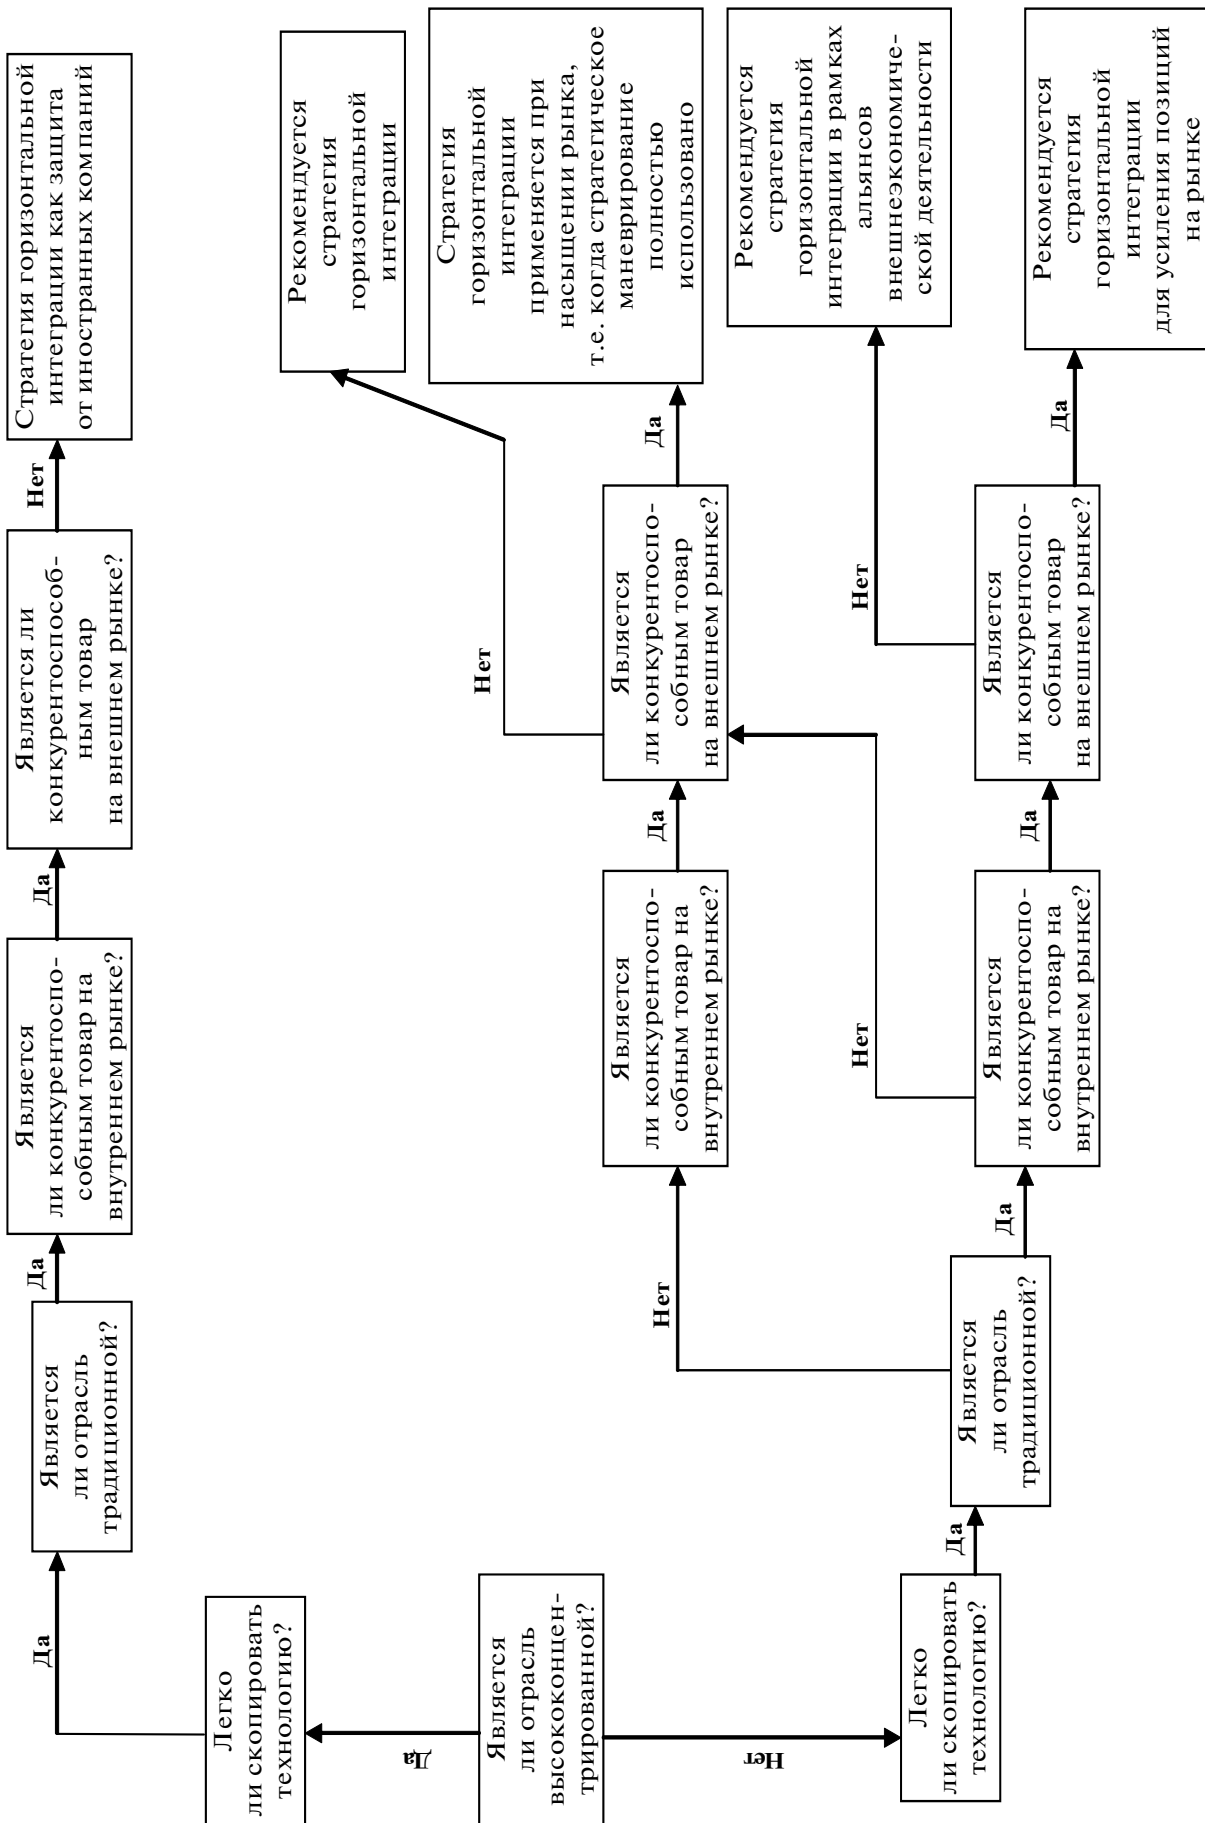 Является
ли отрасль
высококонцен-
трированной?
Да
Легко
ли скопировать
технологию?
Да
Является
ли отрасль
традиционной?
Да
Является
ли конкурентоспо-
собным товар на
внутреннем рынке?
Да
Является ли
конкурентоспособ-
ным товар
на внешнем рынке?
Нет
Стратегия горизонтальной
интеграции как защита
от иностранных компаний
Нет
Легко
ли скопировать
технологию?
Да
Является
ли отрасль
традиционной?
Нет
Является
ли конкурентоспо-
собным товар на
внутреннем рынке?
Да
Является
ли конкурентоспо-
собным товар
на внешнем рынке?
Нет
Рекомендуется
стратегия
горизонтальной
интеграции
Да
Стратегия
горизонтальной
интеграции
применяется при
насыщении рынка,
т.е. когда стратегическое
маневрирование
полностью
использовано
Да
Является
ли конкурентоспо-
собным товар на
внутреннем рынке?
Нет
Да
Является
ли конкурентоспо-
собным товар
на внешнем рынке?
Нет
Рекомендуется
стратегия
горизонтальной
интеграции в рамках
альянсов
внешнеэкономиче-
ской деятельности
Да
Рекомендуется
стратегия
горизонтальной
интеграции
для усиления позиций
на рынке